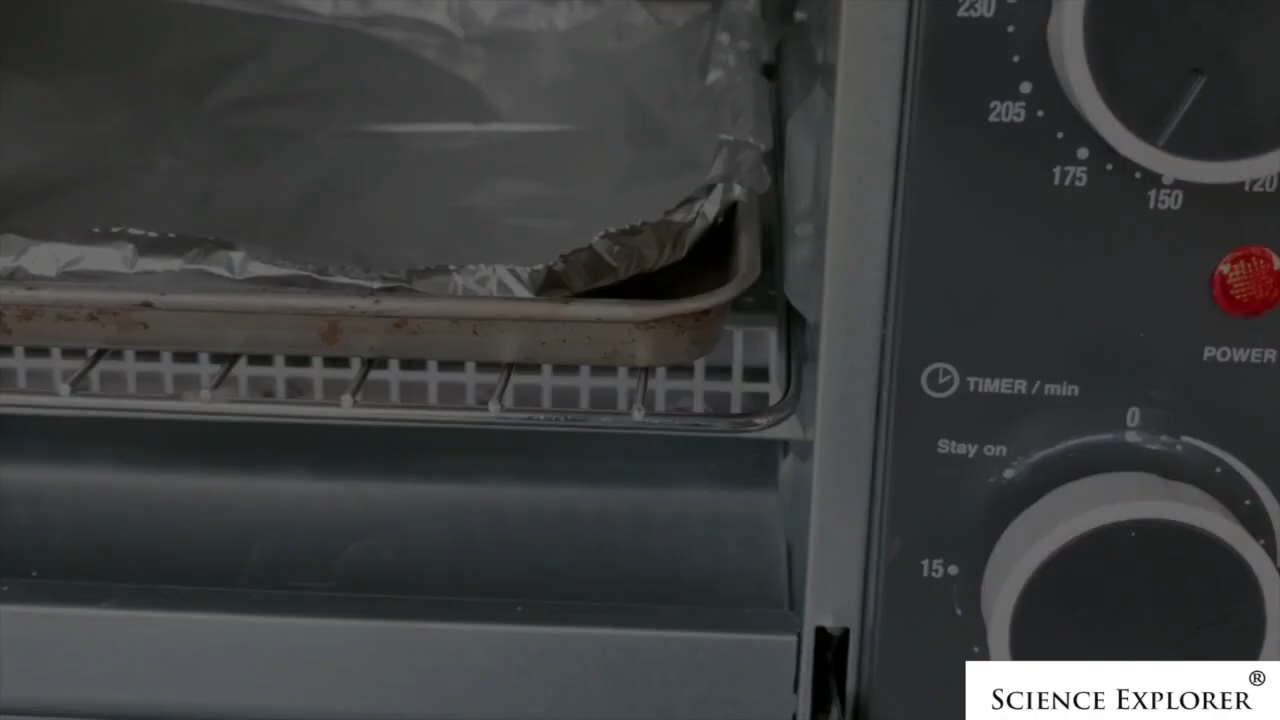 230
205
175
150
120
POWER
TIMER / min
0
Stay on
15
SCIENCE EXPLORER®